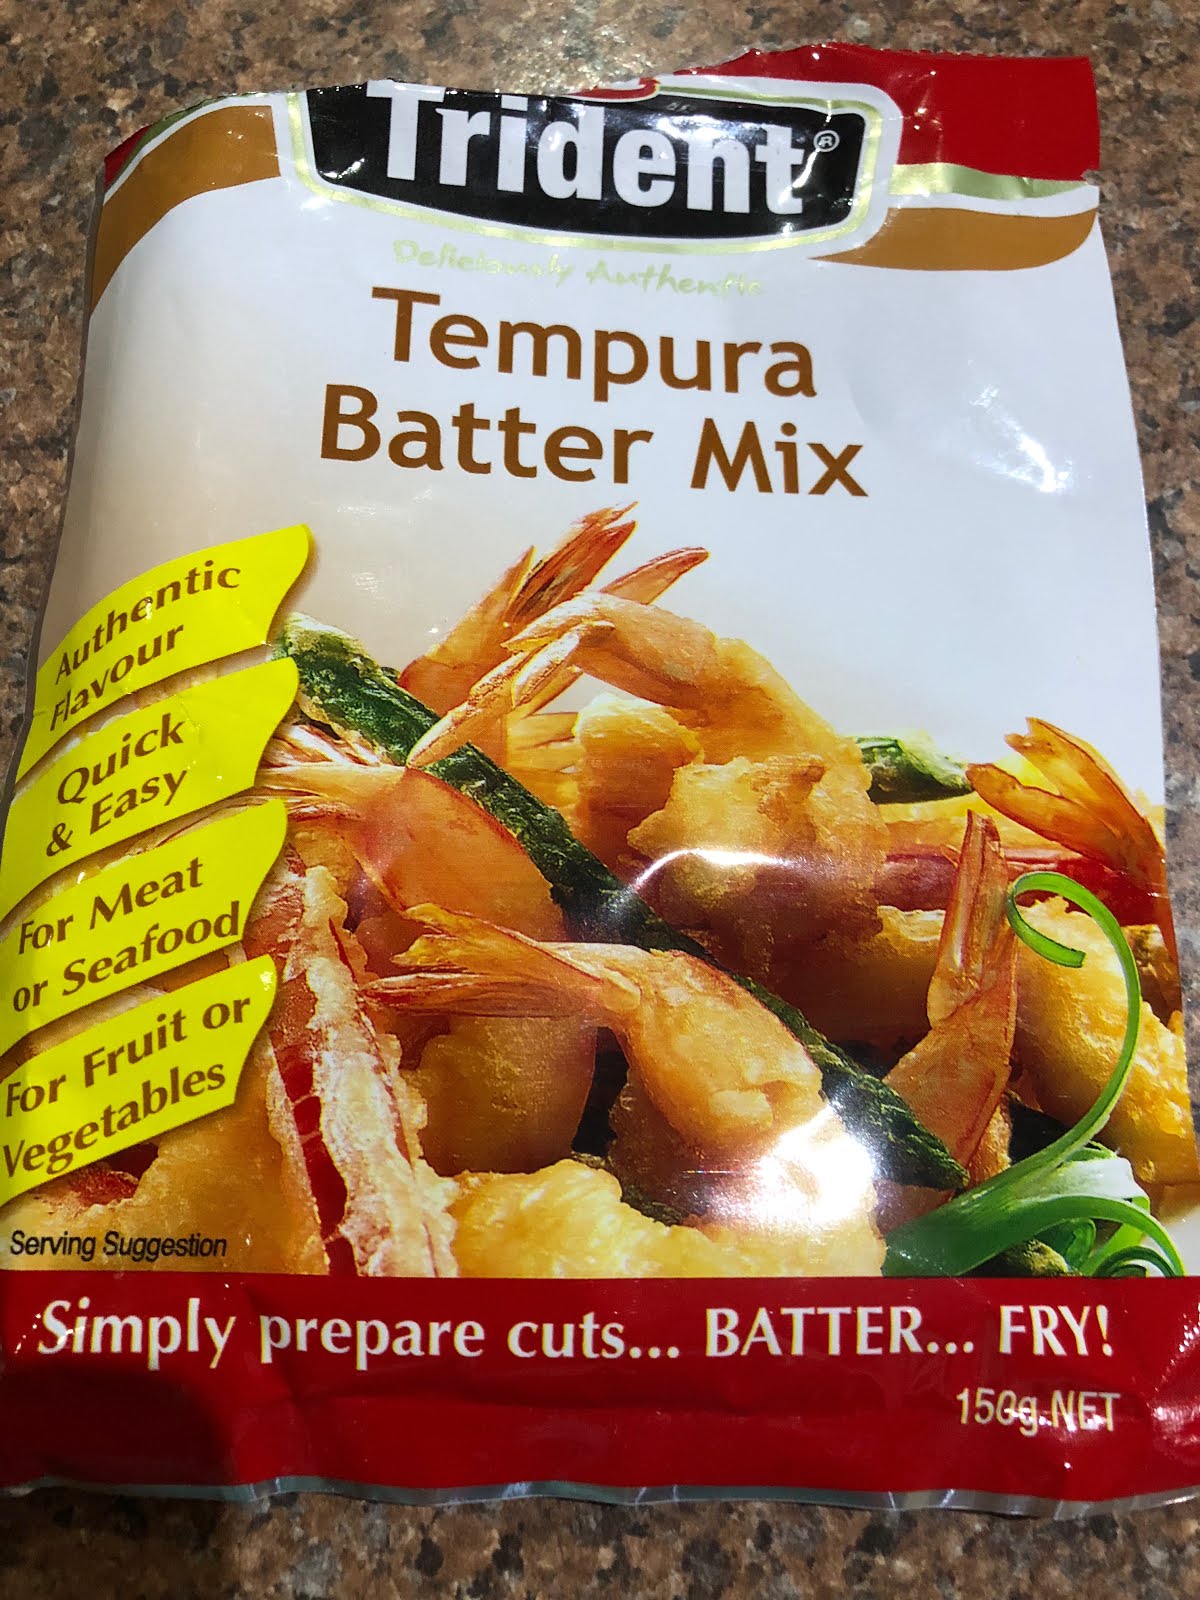 Trident®
Deliciously Authentic
Tempura
Batter Mix
Authentic
Flavour
Quick
& Easy
For Meat
or Seafood
For Fruit or
Vegetables
Serving Suggestion
Simply prepare cuts... BATTER... FRY!
150g NET